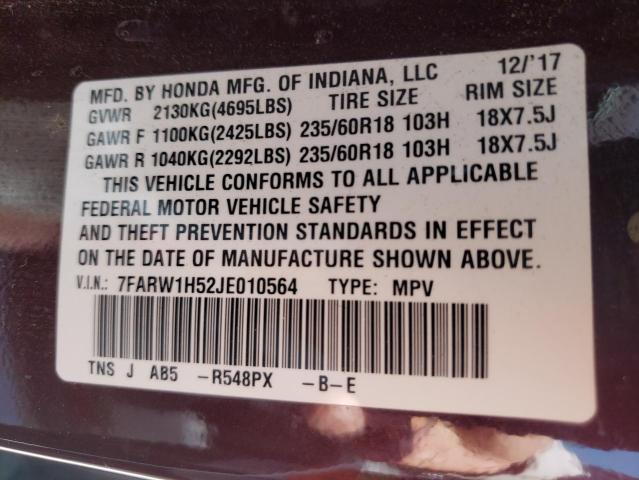 MFD. BY HONDA MFG. OF INDIANA, LLC 12/'17
GVWR 2130KG(4695LBS) TIRE SIZE RIM SIZE
GAWR F 1100KG(2425LBS) 235/60R18 103H 18X7.5J
GAWR R 1040KG(2292LBS) 235/60R18 103H 18X7.5J
THIS VEHICLE CONFORMS TO ALL APPLICABLE
FEDERAL MOTOR VEHICLE SAFETY
AND THEFT PREVENTION STANDARDS IN EFFECT
ON THE DATE OF MANUFACTURE SHOWN ABOVE.
V.I.N.: 7FARW1H52JE010564 TYPE: MPV
TNS J AB5 -R548PX -B-E